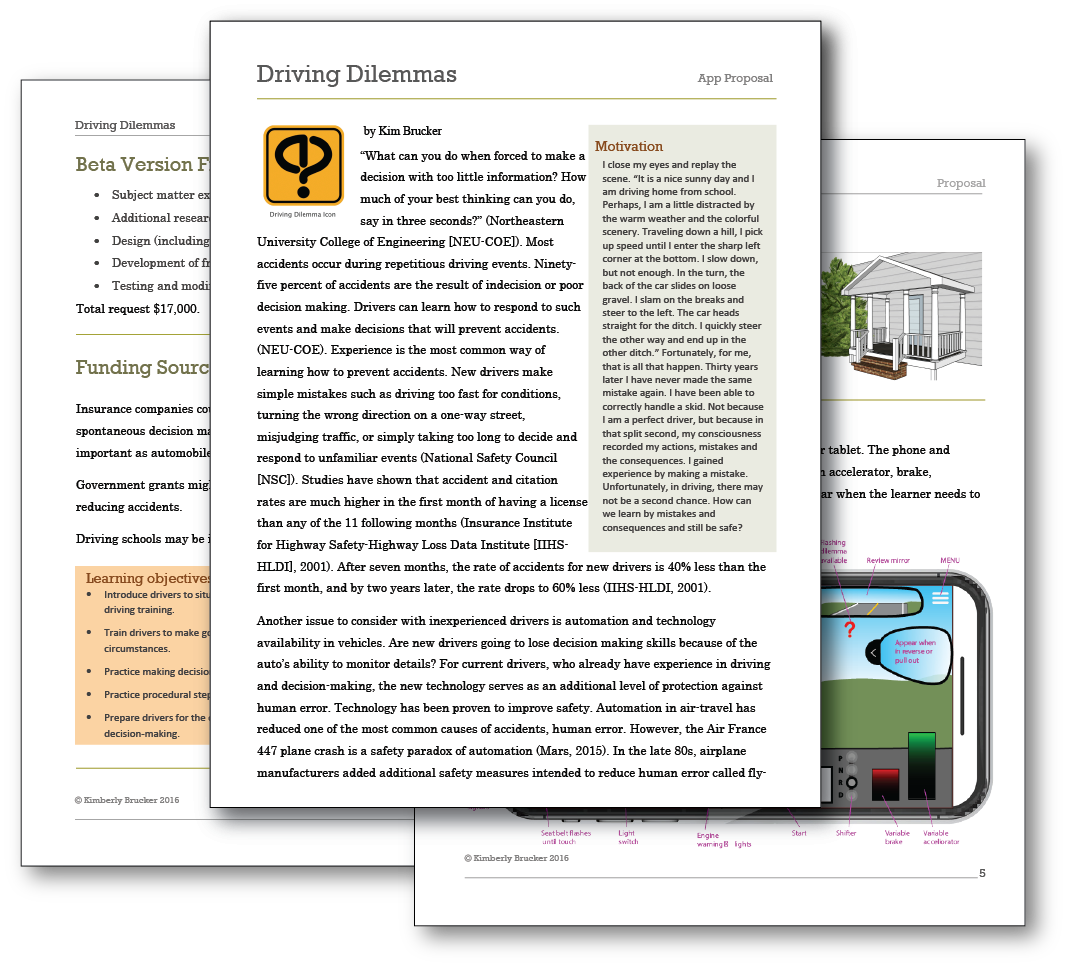 Driving Dilemmas
App Proposal
by Kim Brucker
“What can you do when forced to make a
decision with too little information? How
much of your best thinking can you do,
say in three seconds?” (Northeastern
University College of Engineering [NEU-COE]). Most
accidents occur during repetitious driving events. Ninety-
five percent of accidents are the result of indecision or poor
decision making. Drivers can learn how to respond to such
events and make decisions that will prevent accidents.
(NEU-COE). Experience is the most common way of
learning how to prevent accidents. New drivers make
simple mistakes such as driving too fast for conditions,
turning the wrong direction on a one-way street,
misjudging traffic, or simply taking too long to decide and
respond to unfamiliar events (National Safety Council
[NSC]). Studies have shown that accident and citation
rates are much higher in the first month of having a license
than any of the 11 following months (Insurance Institute
for Highway Safety-Highway Loss Data Institute [IIHS-
HLDI], 2001). After seven months, the rate of accidents for new drivers is 40% less than the
first month, and by two years later, the rate drops to 60% less (IIHS-HLDI, 2001).
Another issue to consider with inexperienced drivers is automation and technology
availability in vehicles. Are new drivers going to lose decision making skills because of the
auto’s ability to monitor details? For current drivers, who already have experience in driving
and decision-making, the new technology serves as an additional level of protection against
human error. Technology has been proven to improve safety. Automation in air-travel has
reduced one of the most common causes of accidents, human error. However, the Air France
447 plane crash is a safety paradox of automation (Mars, 2015). In the late 80s, airplane
manufacturers added additional safety measures intended to reduce human error called fly-
Driving Dilemma Icon
Motivation
I close my eyes and replay the
scene. “It is a nice sunny day and I
am driving home from school.
Perhaps, I am a little distracted by
the warm weather and the colorful
scenery. Traveling down a hill, I pick
up speed until I enter the sharp left
corner at the bottom. I slow down,
but not enough. In the turn, the
back of the car slides on loose
gravel. I slam on the breaks and
steer to the left. The car heads
straight for the ditch. I quickly steer
the other way and end up in the
other ditch.” Fortunately, for me,
that is all that happen. Thirty years
later I have never made the same
mistake again. I have been able to
correctly handle a skid. Not because
I am a perfect driver, but because in
that split second, my consciousness
recorded my actions, mistakes and
the consequences. I gained
experience by making a mistake.
Unfortunately, in driving, there may
not be a second chance. How can
we learn by mistakes and
consequences and still be safe?
Driving Dilemmas
Beta Version F
• Subject matter ex
• Additional resear
• Design (including
• Development of fr
• Testing and modi
Total request $17,000.
Funding Sourc
Insurance companies cou
spontaneous decision ma
important as automobile
Government grants migh
reducing accidents.
Driving schools may be i
Learning objectives
• Introduce drivers to situ
driving training.
• Train drivers to make go
circumstances.
• Practice making decision
• Practice procedural step
• Prepare drivers for the
decision-making.
© Kimberly Brucker 2016
Proposal
r tablet. The phone and
n accelerator, brake,
ar when the learner needs to
flashing
dilemma
available
Review mirror
MENU
?
Appear when
in reverse or
pull out
<
P
N
R
D
Seat belt flashes
until touch
Light
switch
Engine
warning lights
Start
Shifter
Variable
brake
Variable
accellorator
© Kimberly Brucker 2016
5